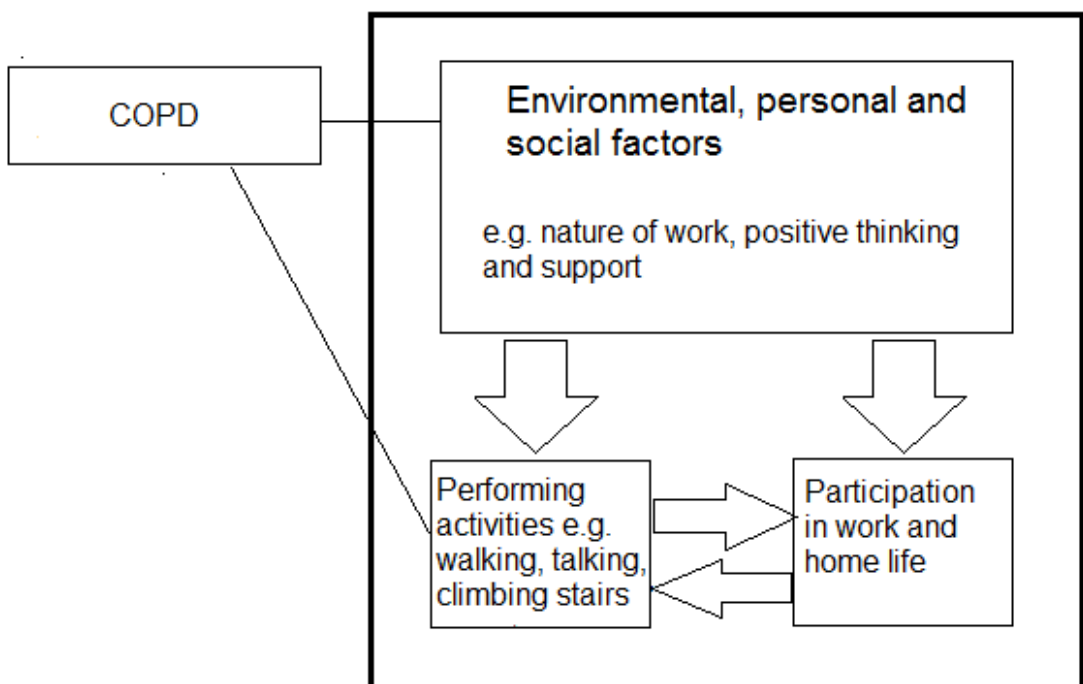 COPD
Environmental, personal and
social factors
e.g. nature of work, positive thinking
and support
Performing
activities e.g.
walking, talking,
climbing stairs
Participation
in work and
home life